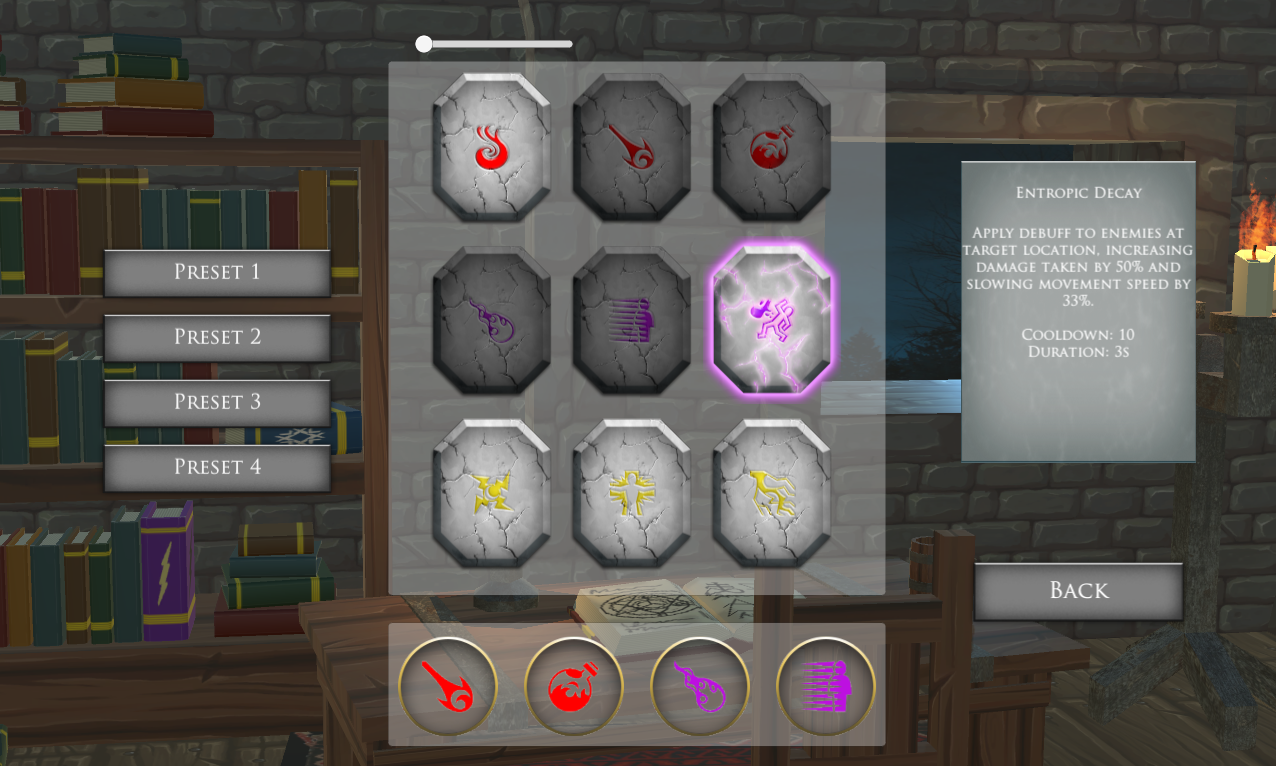 Preset 1
Preset 2
Preset 3
Preset 4
Entropic Decay
Apply debuff to enemies at
target location, increasing
damage taken by 50% and
slowing movement speed by
33%.
Cooldown: 10
Duration: 3s
Back